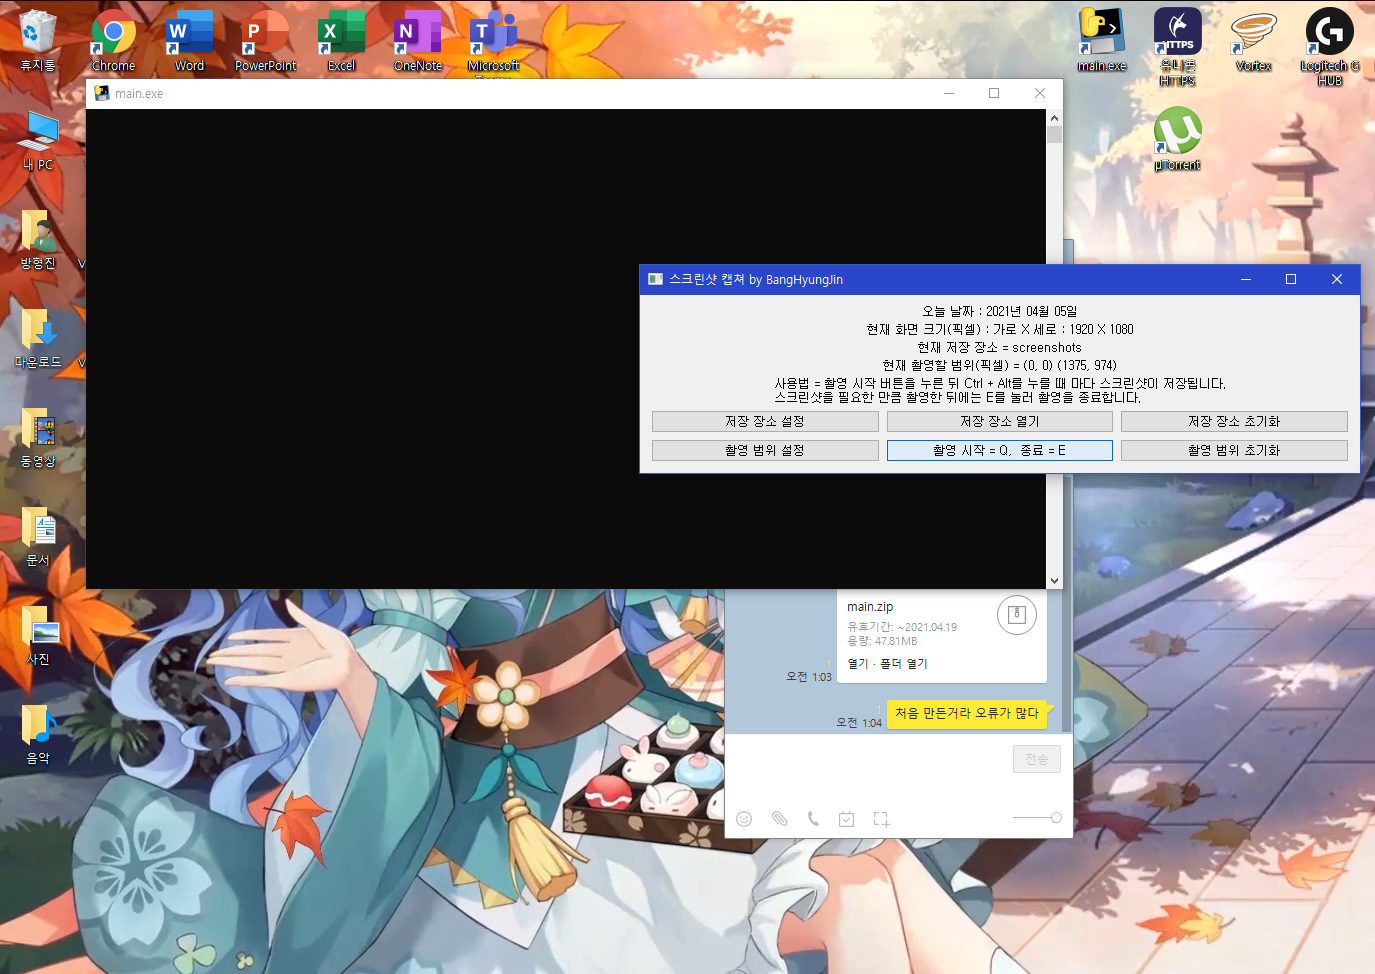 휴지통
Chrome
Word
PowerPoint
Excel
OneNote
Microsoft
main.exe
유니콘
HTTPS
HTTPS
Vortex
Logitech G
HUB
µTorrent
내 PC
방형진
V
다운로드
V
동영상
문서
사진
음악
main.exe
스크린샷 캡쳐 by BangHyungJin
오늘 날짜 : 2021년 04월 05일
현재 화면 크기(픽셀) : 가로 X 세로 : 1920 X 1080
현재 저장 장소 = screenshots
현재 촬영할 범위(픽셀) = (0, 0) (1375, 974)
사용법 = 촬영 시작 버튼을 누른 뒤 Ctrl + Alt를 누를 때 마다 스크린샷이 저장됩니다.
스크린샷을 필요한 만큼 촬영한 뒤에는 E를 눌러 촬영을 종료합니다.
저장 장소 설정
저장 장소 열기
저장 장소 초기화
촬영 범위 설정
촬영 시작 = Q, 종료 = E
촬영 범위 초기화
main.zip
유효기간: ~2021.04.19
용량: 47.81MB
열기 · 폴더 열기
1
오전 1:03
1
오전 1:04
처음 만든거라 오류가 많다
전송